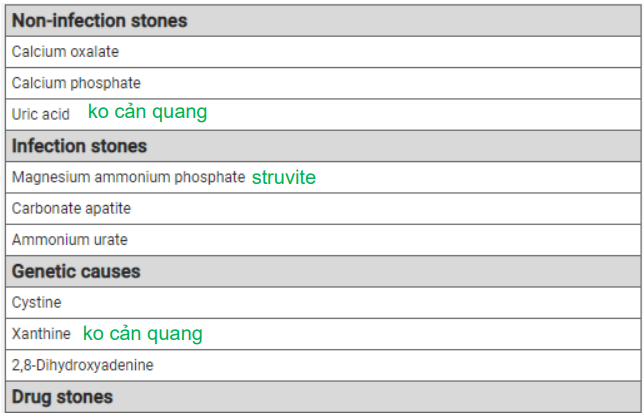 Non-infection stones
Calcium oxalate
Calcium phosphate
Uric acid ko cản quang
Infection stones
Magnesium ammonium phosphate struvite
Carbonate apatite
Ammonium urate
Genetic causes
Cystine
Xanthine ko cản quang
2,8-Dihydroxyadenine
Drug stones